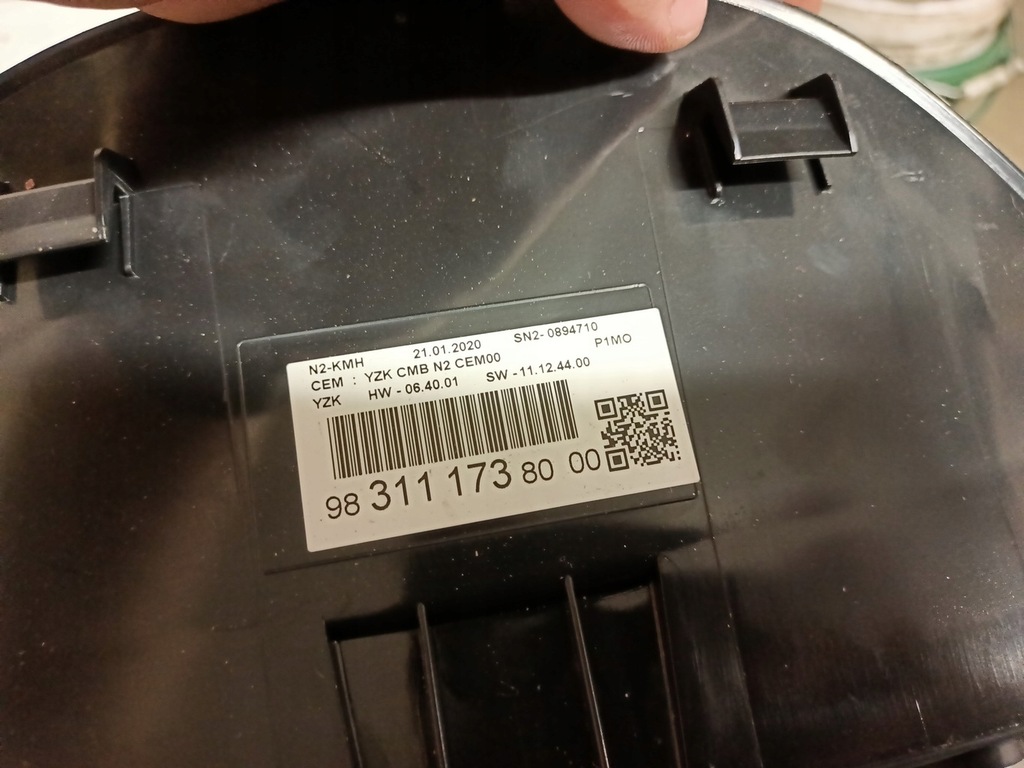 N2-KMH 21.01.2020 SN2-0894710
CEM : YZK CMB N2 CEM00 P1MO
YZK HW - 06.40.01 SW - 11.12.44.00
98 311 173 80 00